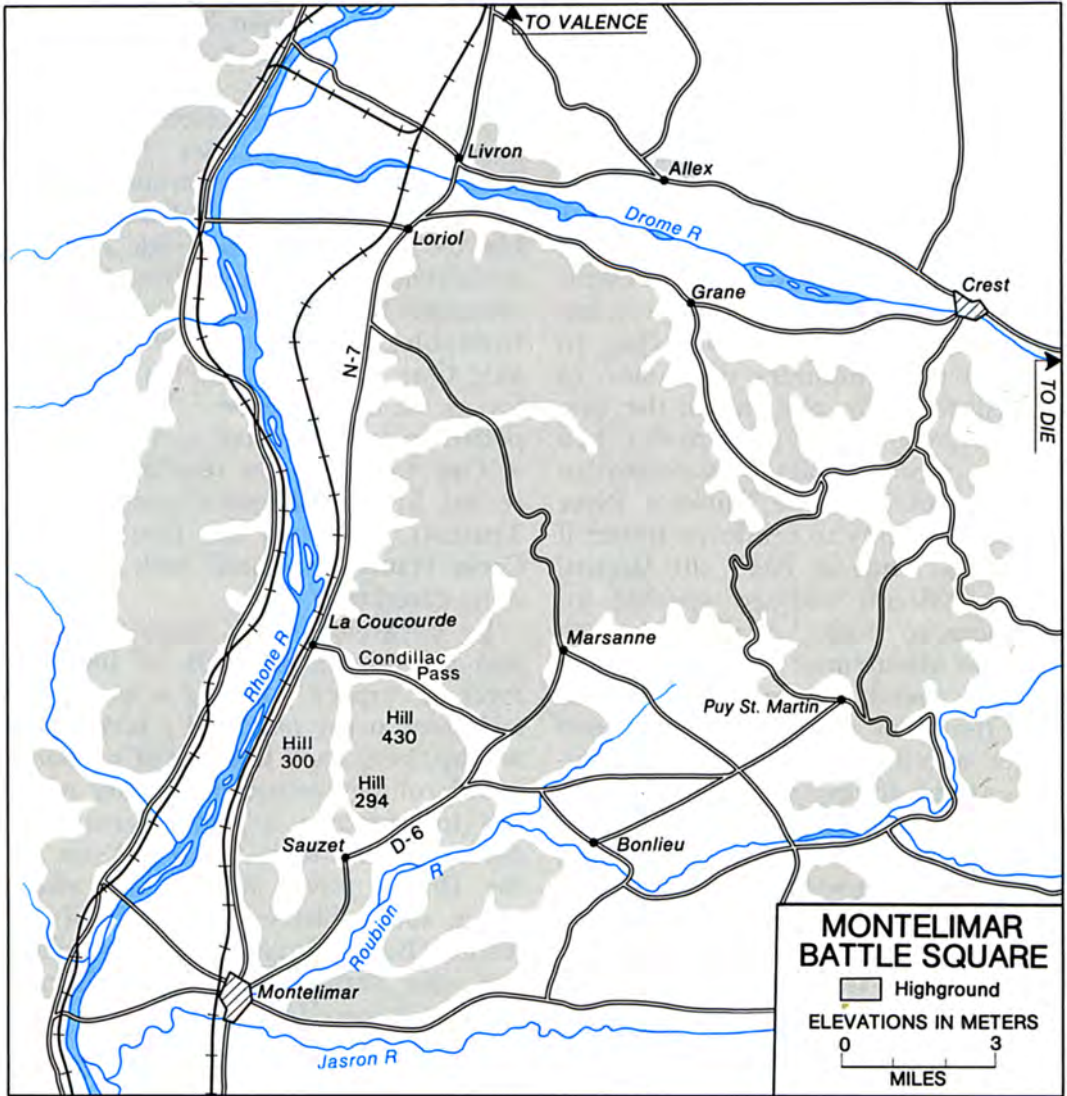 TO VALENCE
Livron
Allex
Drome R
Loriol
Grane
Crest
N-7
TO DIE
La Coucourde
Rhone R
Condillac
Pass
Marsanne
Puy St. Martin
Hill
430
Hill
300
Hill
294
Sauzet
D-6
Bonlieu
Roubion R
Montelimar
Jasron R
MONTELIMAR
BATTLE SQUARE
Highground
ELEVATIONS IN METERS
0 3
MILES